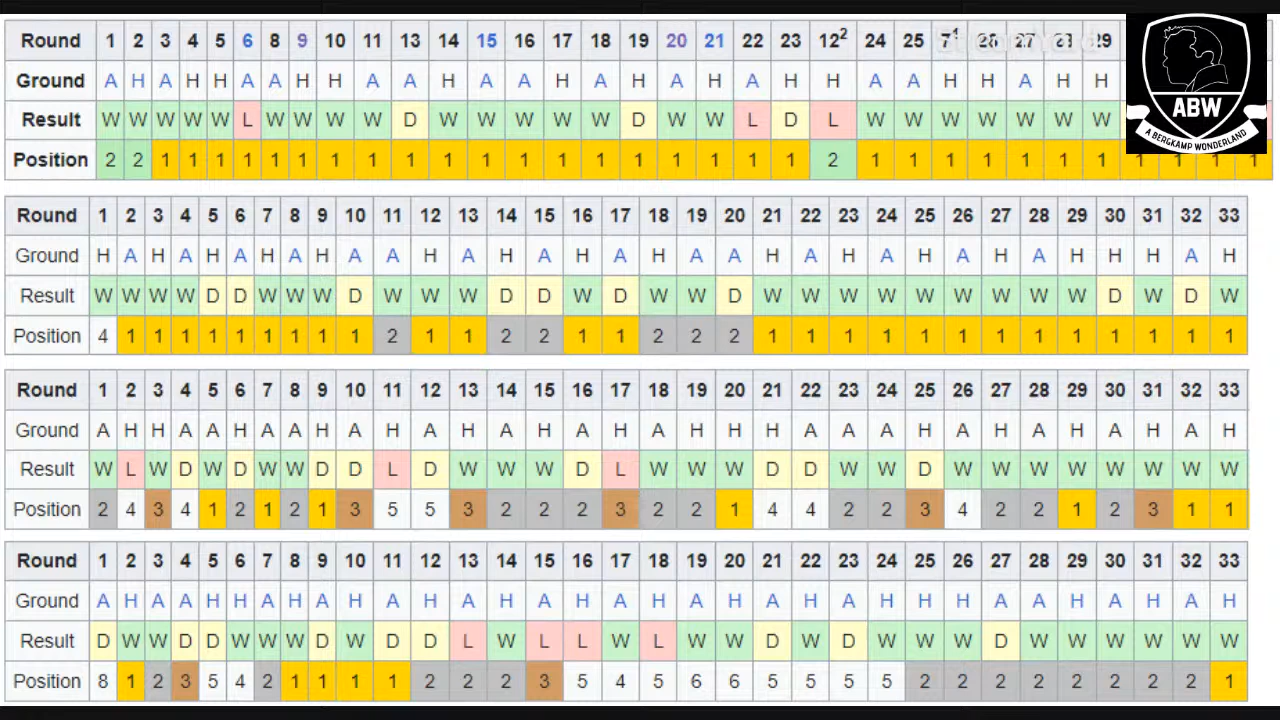 Round 1 2 3 4 5 6 8 9 10 11 13 14 15 16 17 18 19 20 21 22 23 12² 24 25 7¹ 26 27 28 29
Ground A H A H H A A H H A A H A A H A H A H A H H A A H H A H H
Result W W W W W L W W W W D W W W W W D W W L D L W W W W W W W
Position 2 2 1 1 1 1 1 1 1 1 1 1 1 1 1 1 1 1 1 1 1 2 1 1 1 1 1 1 1 1 1 1 1
ABW
A BERGKAMP WONDERLAND
Round 1 2 3 4 5 6 7 8 9 10 11 12 13 14 15 16 17 18 19 20 21 22 23 24 25 26 27 28 29 30 31 32 33
Ground H A H A H A H A H A A H A H A H A H A A H A H A H A H A H H H A H
Result W W W W D D W W W D W W W D D W D W W D W W W W W W W W W D W D W
Position 4 1 1 1 1 1 1 1 1 1 2 1 1 2 2 1 1 2 2 2 1 1 1 1 1 1 1 1 1 1 1 1 1
Round 1 2 3 4 5 6 7 8 9 10 11 12 13 14 15 16 17 18 19 20 21 22 23 24 25 26 27 28 29 30 31 32 33
Ground A H H A A H A A H A H A H A H A H A H H H A A A H A H A H A H A H
Result W L W D W D W W D D L D W W W D L W W W D D W W D W W W W W W W W
Position 2 4 3 4 1 2 1 2 1 3 5 5 3 2 2 2 3 2 2 1 4 4 2 2 3 4 2 2 1 2 3 1 1
Round 1 2 3 4 5 6 7 8 9 10 11 12 13 14 15 16 17 18 19 20 21 22 23 24 25 26 27 28 29 30 31 32 33
Ground A H A A H H A H A H A H A H A H A H A H A H A H H H A A H A H A H
Result D W W D D W W W D W D D L W L L W L W W D W D W W W D W W W W W W
Position 8 1 2 3 5 4 2 1 1 1 1 2 2 2 3 5 4 5 6 6 5 5 5 5 2 2 2 2 2 2 2 2 1